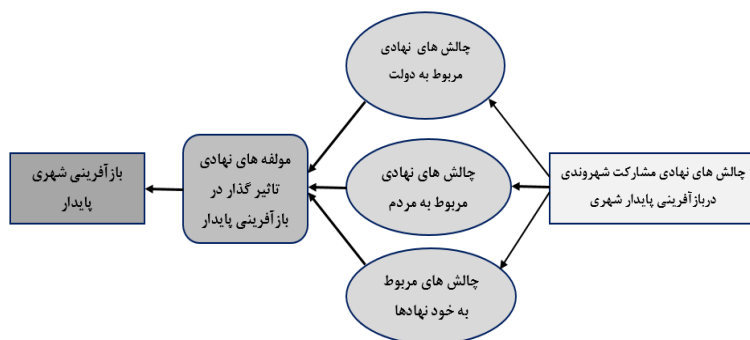 چالش های نهادی مشارکت شهروندی
دربازآفرینی پایدار شهری
چالش های نهادی
مربوط به دولت
چالش های نهادی
مربوط به مردم
چالش های مربوط
به خود نهادها
مولفه های نهادی
تاثیر گذار در
بازآفرینی پایدار
بازآفرینی شهری
پایدار